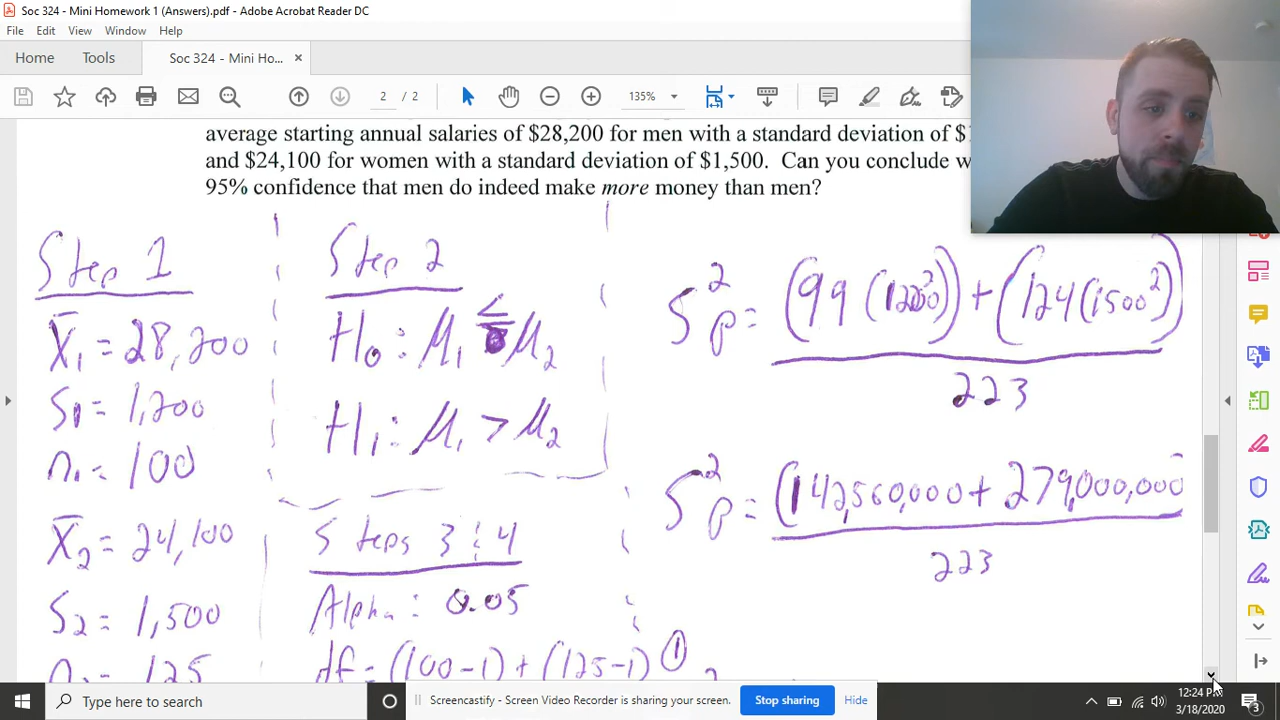 Soc 324 - Mini Homework 1 (Answers).pdf - Adobe Acrobat Reader DC
File Edit View Window Help
Home Tools Soc 324 - Mini Ho... ×
2 / 2 135%
average starting annual salaries of $28,200 for men with a standard deviation of $
and $24,100 for women with a standard deviation of $1,500. Can you conclude
95% confidence that men do indeed make more money than men?
Step 1
X̄₁ = 28,200
S₁ = 1,200
n₁ = 100
X̄₂ = 24,100
S₂ = 1,500
125
Step 2
H₀: μ₁ ≤ μ₂
H₁: μ₁ > μ₂
Steps 3 & 4
Alpha: 0.05
df = (100-1) + (125-1) ①
S²p = (99(1200²)) + (124(1500²))
223
S²p = (142,560,000 + 279,000,000
223
Type here to search
Screencastify - Screen Video Recorder is sharing your screen. Stop sharing Hide
12:24 PM
3/18/2020
3